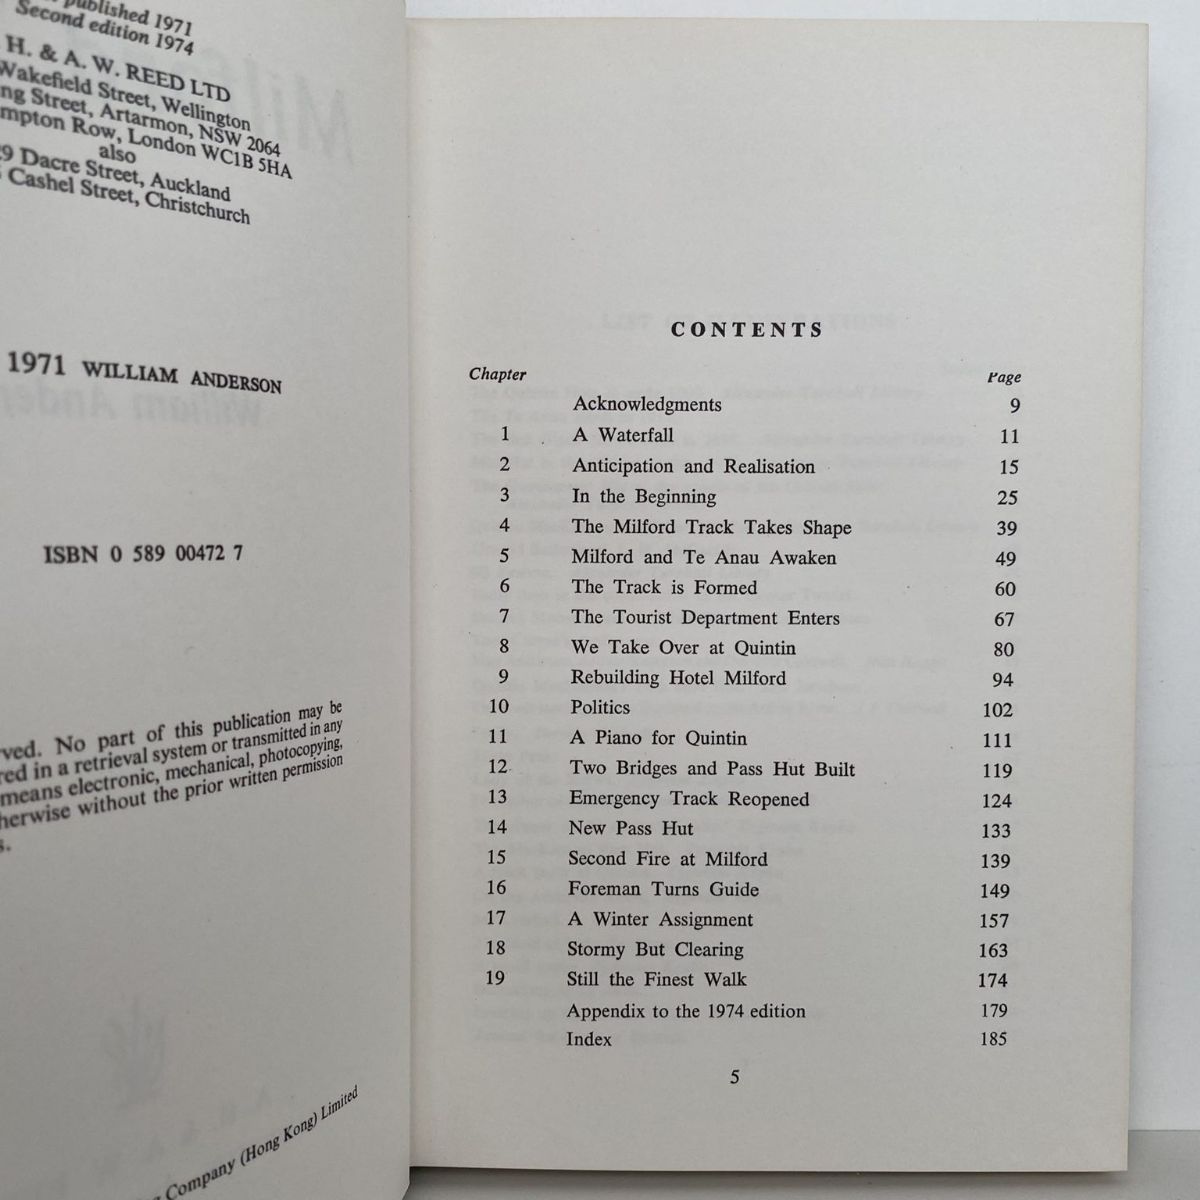 published 1971
Second edition 1974
H. & A. W. REED LTD
Wakefield Street, Wellington
Street, Artarmon, NSW 2064
Row, London WC1B 5HA
also
Dacre Street, Auckland
Cashel Street, Christchurch
1971 WILLIAM ANDERSON
ISBN 0 589 00472 7
No part of this publication may be
in a retrieval system or transmitted in any
means electronic, mechanical, photocopying,
without the prior written permission
Company (Hong Kong) Limited
CONTENTS
Chapter Page
Acknowledgments 9
1 A Waterfall 11
2 Anticipation and Realisation 15
3 In the Beginning 25
4 The Milford Track Takes Shape 39
5 Milford and Te Anau Awaken 49
6 The Track is Formed 60
7 The Tourist Department Enters 67
8 We Take Over at Quintin 80
9 Rebuilding Hotel Milford 94
10 Politics 102
11 A Piano for Quintin 111
12 Two Bridges and Pass Hut Built 119
13 Emergency Track Reopened 124
14 New Pass Hut 133
15 Second Fire at Milford 139
16 Foreman Turns Guide 149
17 A Winter Assignment 157
18 Stormy But Clearing 163
19 Still the Finest Walk 174
Appendix to the 1974 edition 179
Index 185
5